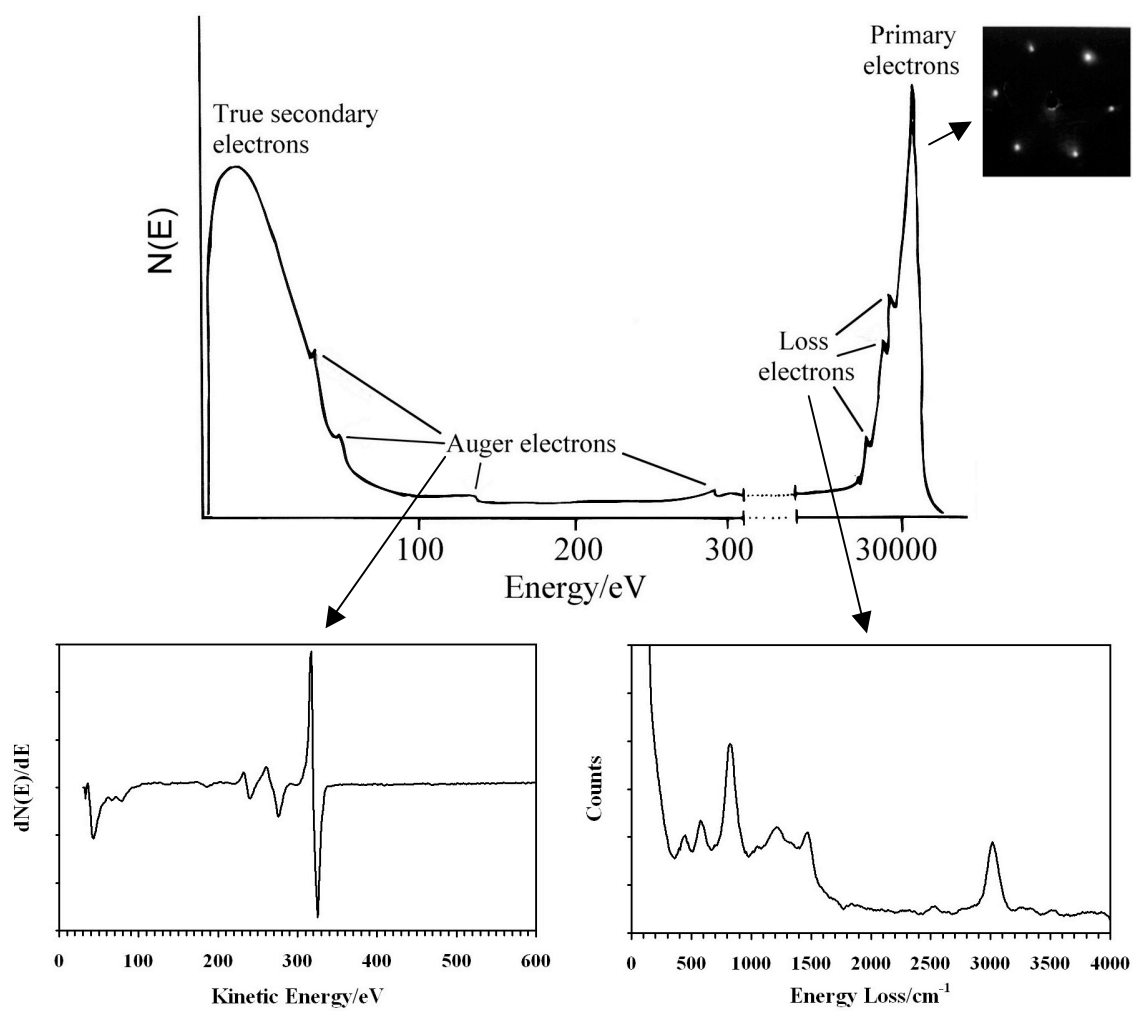 Primary
electrons
True secondary
electrons
N(E)
Loss
electrons
Auger electrons
100 200 300 30000
Energy/eV
dN(E)/dE
0 100 200 300 400 500 600
Kinetic Energy/eV
Counts
0 500 1000 1500 2000 2500 3000 3500 4000
Energy Loss/cm-1